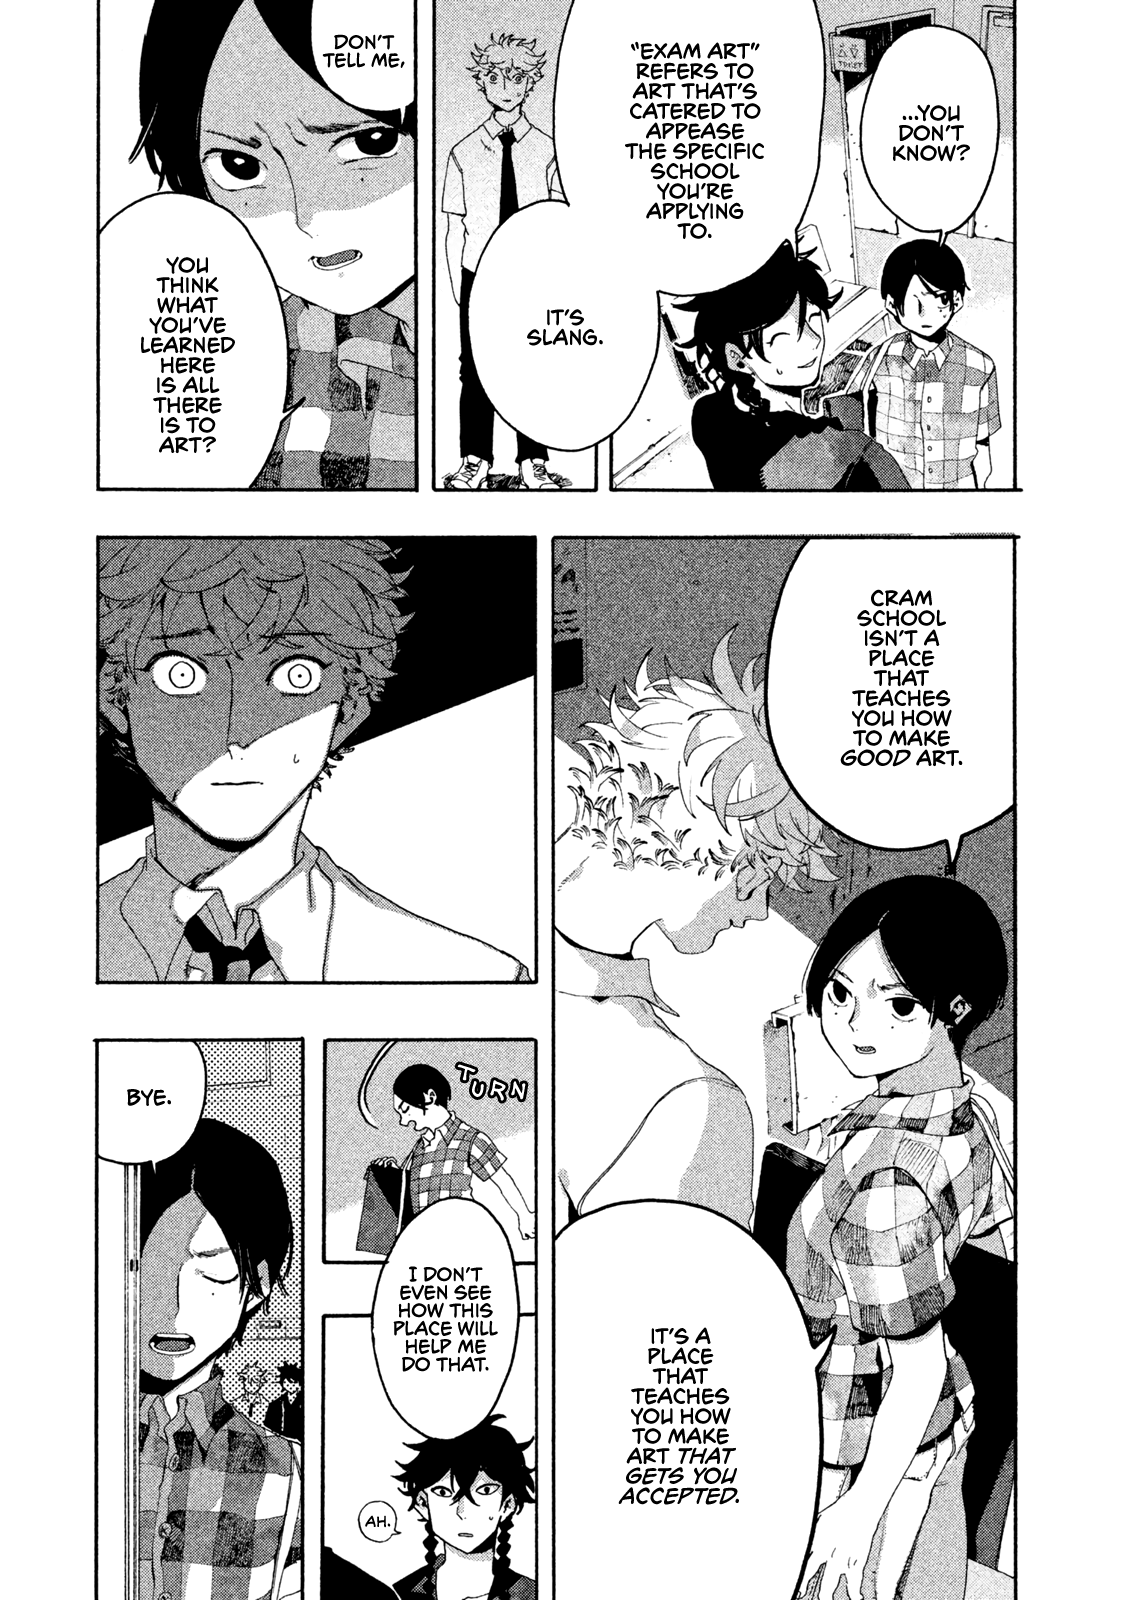 ...YOU
DON'T
KNOW?
TOILET
"EXAM ART"
REFERS TO
ART THAT'S
CATERED TO
APPEASE
THE SPECIFIC
SCHOOL
YOU'RE
APPLYING
TO.
IT'S
SLANG.
DON'T
TELL ME,
YOU
THINK
WHAT
YOU'VE
LEARNED
HERE
IS ALL
THERE
IS TO
ART?
CRAM
SCHOOL
ISN'T A
PLACE
THAT
TEACHES
YOU HOW
TO MAKE
GOOD ART.
IT'S A
PLACE
THAT
TEACHES
YOU HOW
TO MAKE
ART THAT
GETS YOU
ACCEPTED.
TURN
I DON'T
EVEN SEE
HOW THIS
PLACE WILL
HELP ME
DO THAT.
AH.
BYE.